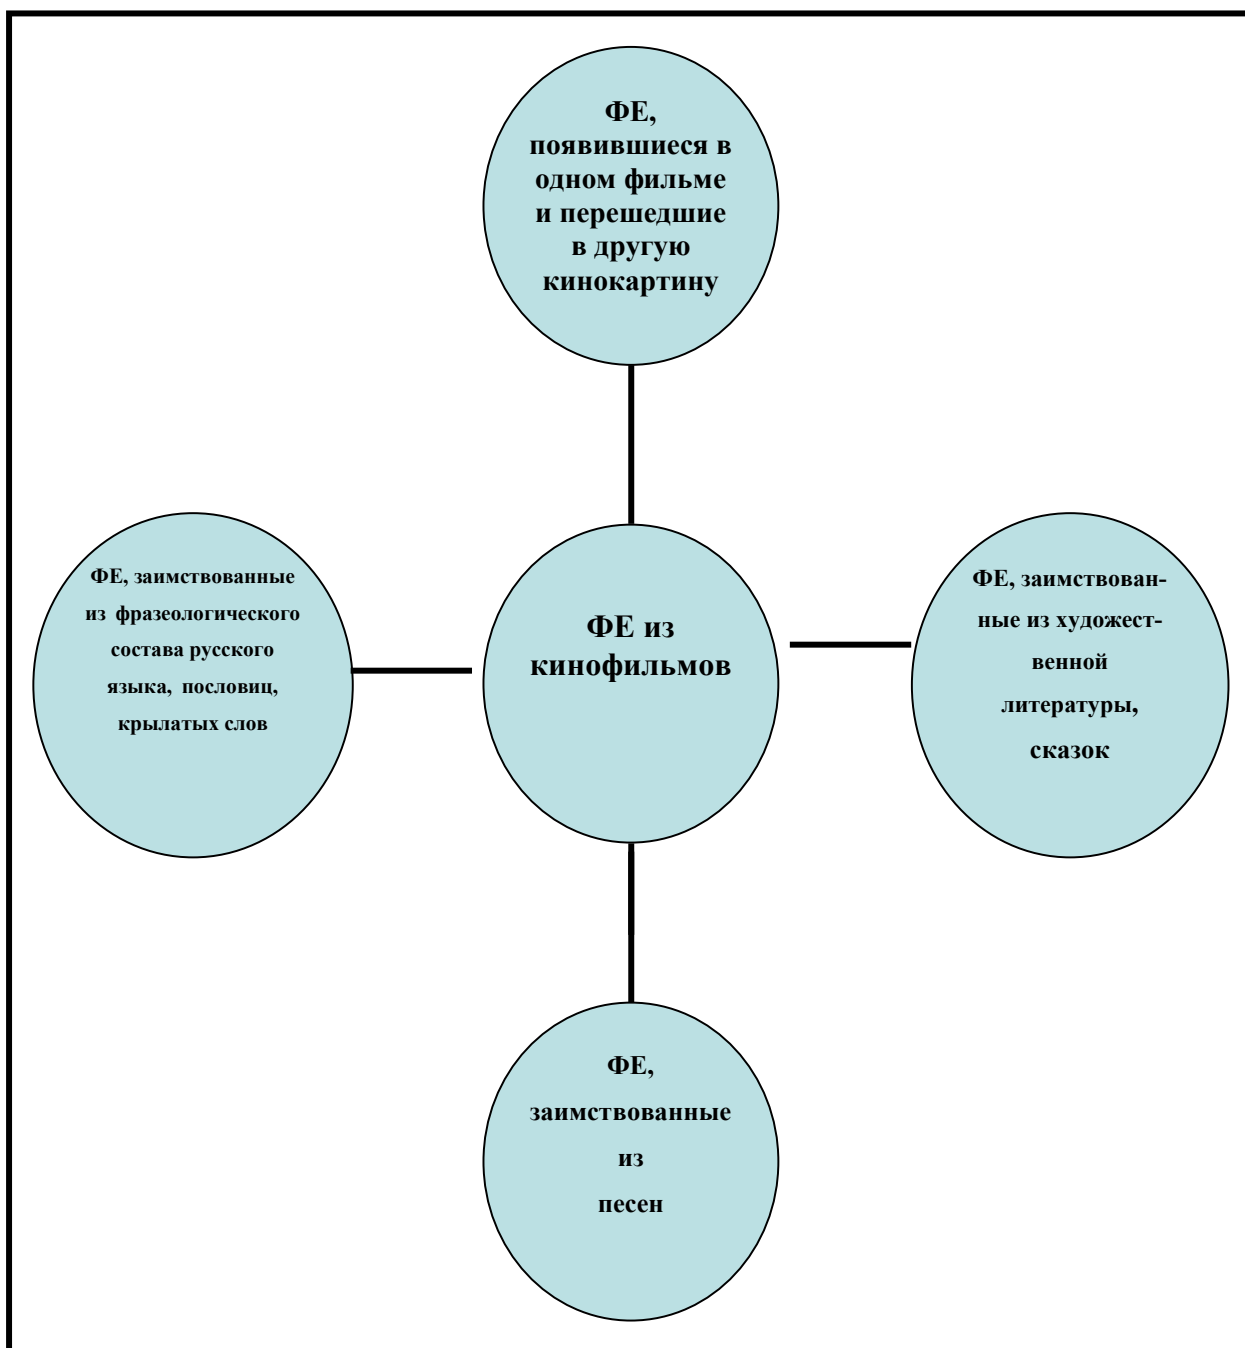 ФЕ,
появившиеся в
одном фильме
и перешедшие
в другую
кинокартину
ФЕ, заимствованные
из фразеологического
состава русского
языка, пословиц,
крылатых слов
ФЕ из
кинофильмов
ФЕ, заимствован-
ные из художест-
венной
литературы,
сказок
ФЕ,
заимствованные
из
песен